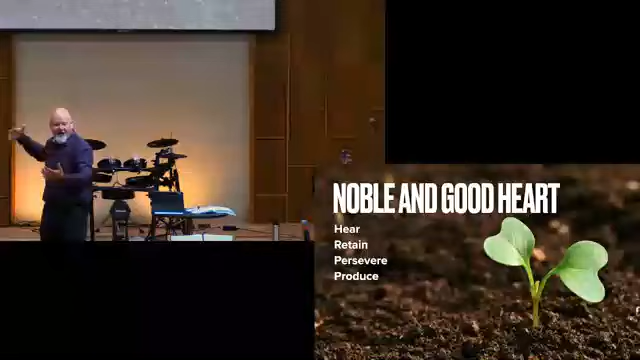 NOBLE AND GOOD HEART
Hear
Retain
Persevere
Produce